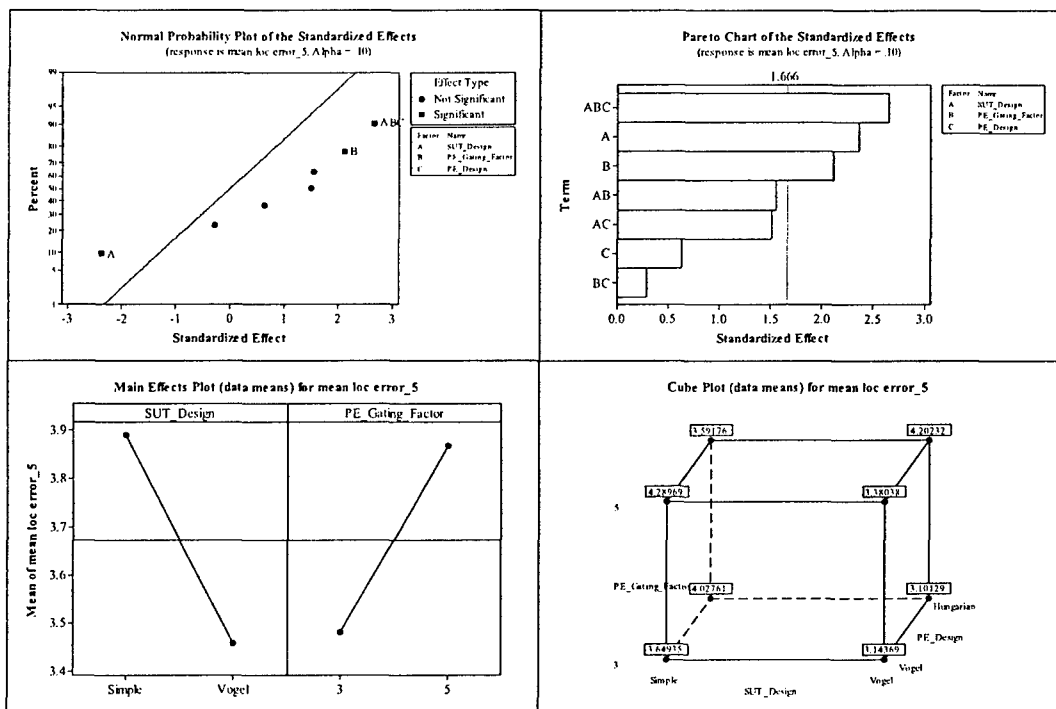 Normal Probability Plot of the Standardized Effects
(response is mean loc error_5, Alpha = .10)
99
95
90
80
70
60
50
40
30
20
10
5
1
Percent
ABC
B
A
-3 -2 -1 0 1 2 3
Standardized Effect
Effect Type
Not Significant
Significant
Factor Name
A SUT_Design
B PE_Gating_Factor
C PE_Design
Pareto Chart of the Standardized Effects
(response is mean loc error_5, Alpha = .10)
1.666
Term
ABC
A
B
AB
AC
C
BC
0.0 0.5 1.0 1.5 2.0 2.5 3.0
Standardized Effect
Factor Name
A SUT_Design
B PE_Gating_Factor
C PE_Design
Main Effects Plot (data means) for mean loc error_5
SUT_Design PE_Gating_Factor
Mean of mean loc error_5
3.9
3.8
3.7
3.6
3.5
3.4
Simple Vogel 3 5
Cube Plot (data means) for mean loc error_5
3.59176 4.20232
4.28969 3.38038
5
PE_Gating_Factor
4.02761 3.10129
Hungarian
PE_Design
3.64935 3.14369
3
Vogel
Simple Vogel
SUT_Design